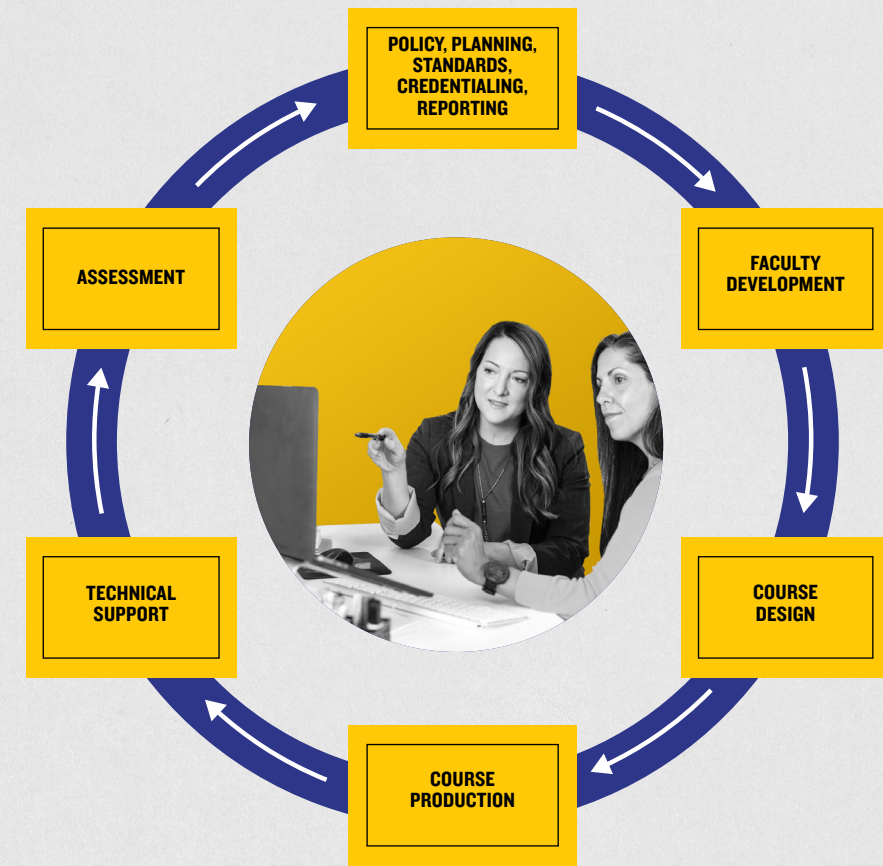 POLICY, PLANNING,
STANDARDS,
CREDENTIALING,
REPORTING
FACULTY
DEVELOPMENT
COURSE
DESIGN
COURSE
PRODUCTION
TECHNICAL
SUPPORT
ASSESSMENT